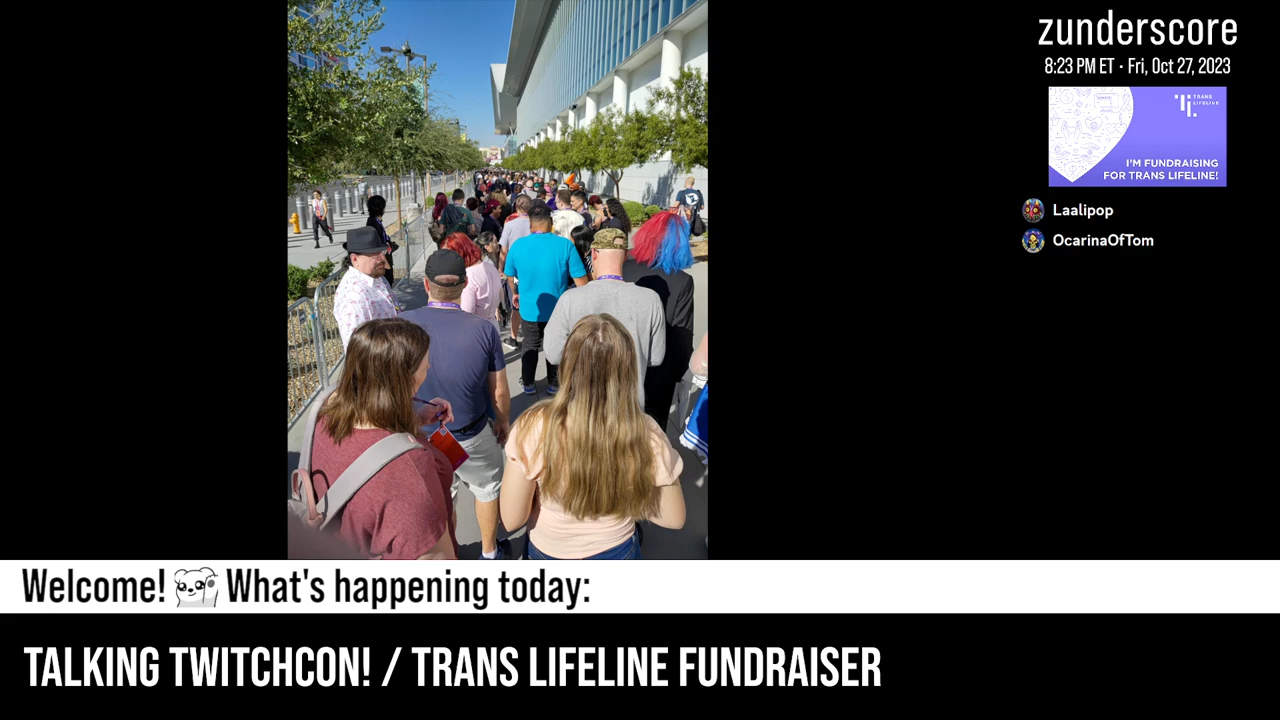 zunderscore
8:23 PM ET · Fri, Oct 27, 2023
TRANS
LIFELINE
I'M FUNDRAISING
FOR TRANS LIFELINE!
Laalipop
OcarinaOfTom
Welcome! What's happening today:
TALKING TWITCHCON! / TRANS LIFELINE FUNDRAISER